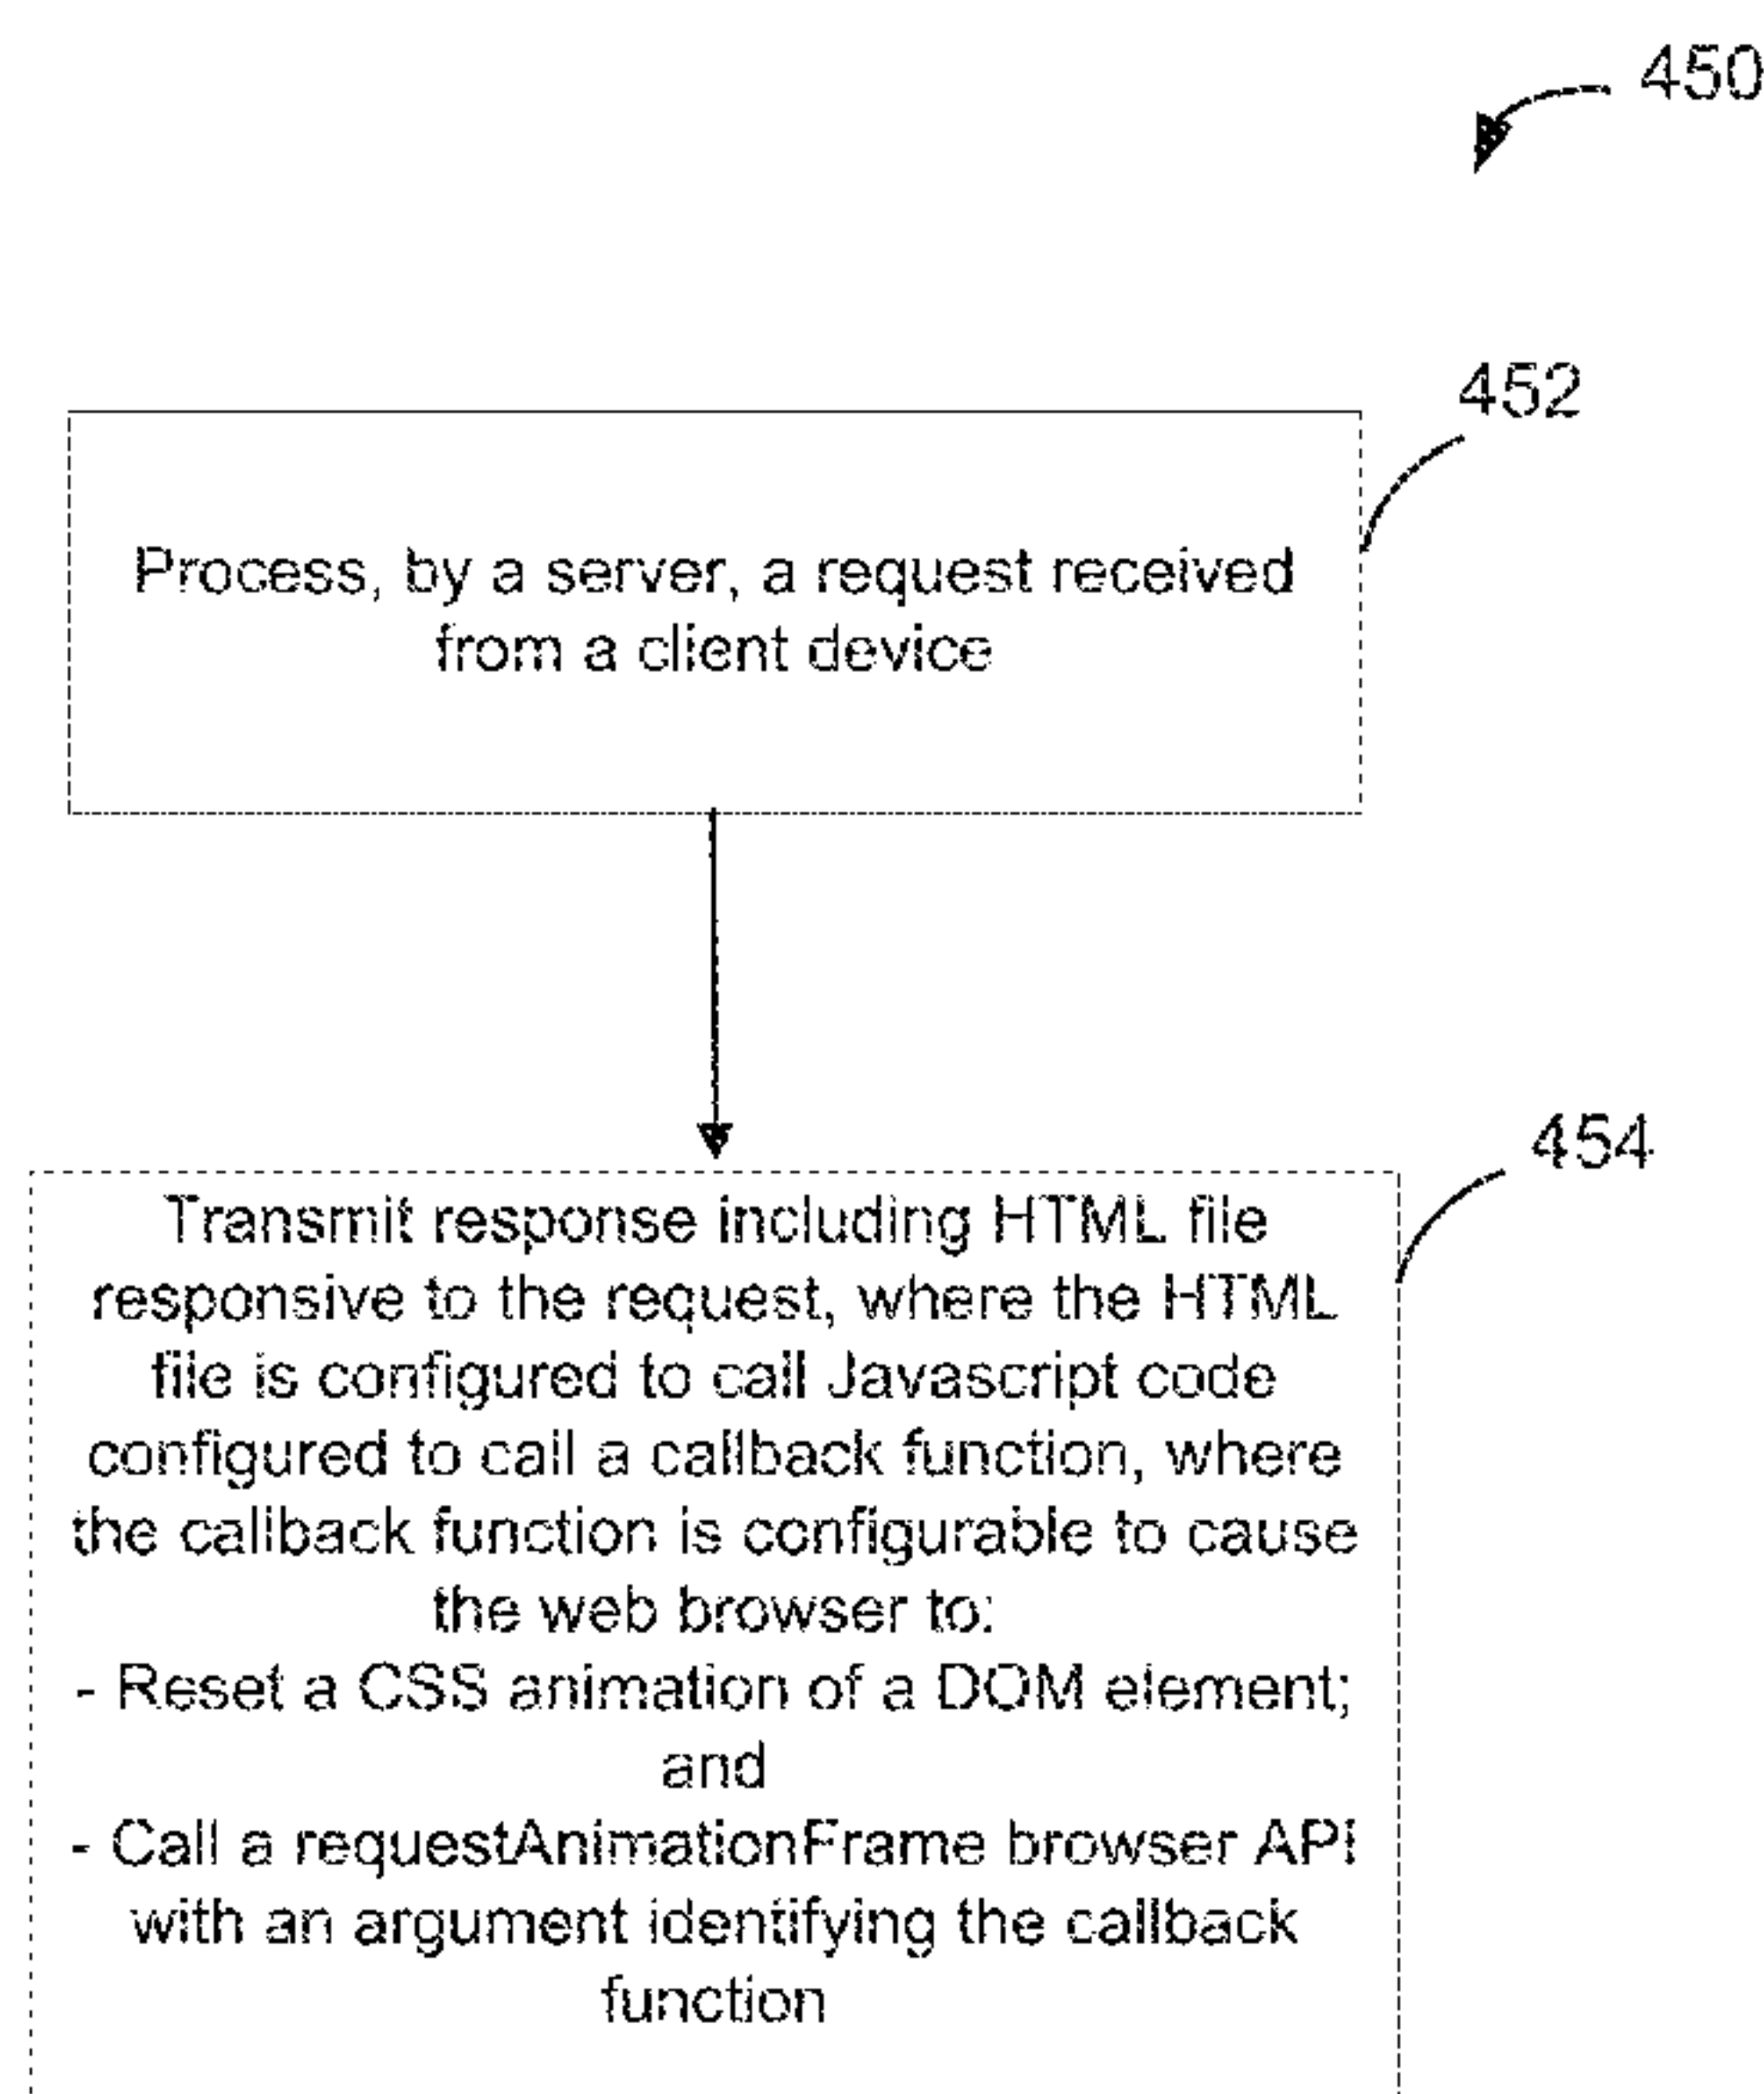 450
452
Process, by a server, a request received
from a client device
454
Transmit response including HTML file
responsive to the request, where the HTML
file is configured to call Javascript code
configured to call a callback function, where
the callback function is configurable to cause
the web browser to:
- Reset a CSS animation of a DOM element;
and
- Call a requestAnimationFrame browser API
with an argument identifying the callback
function